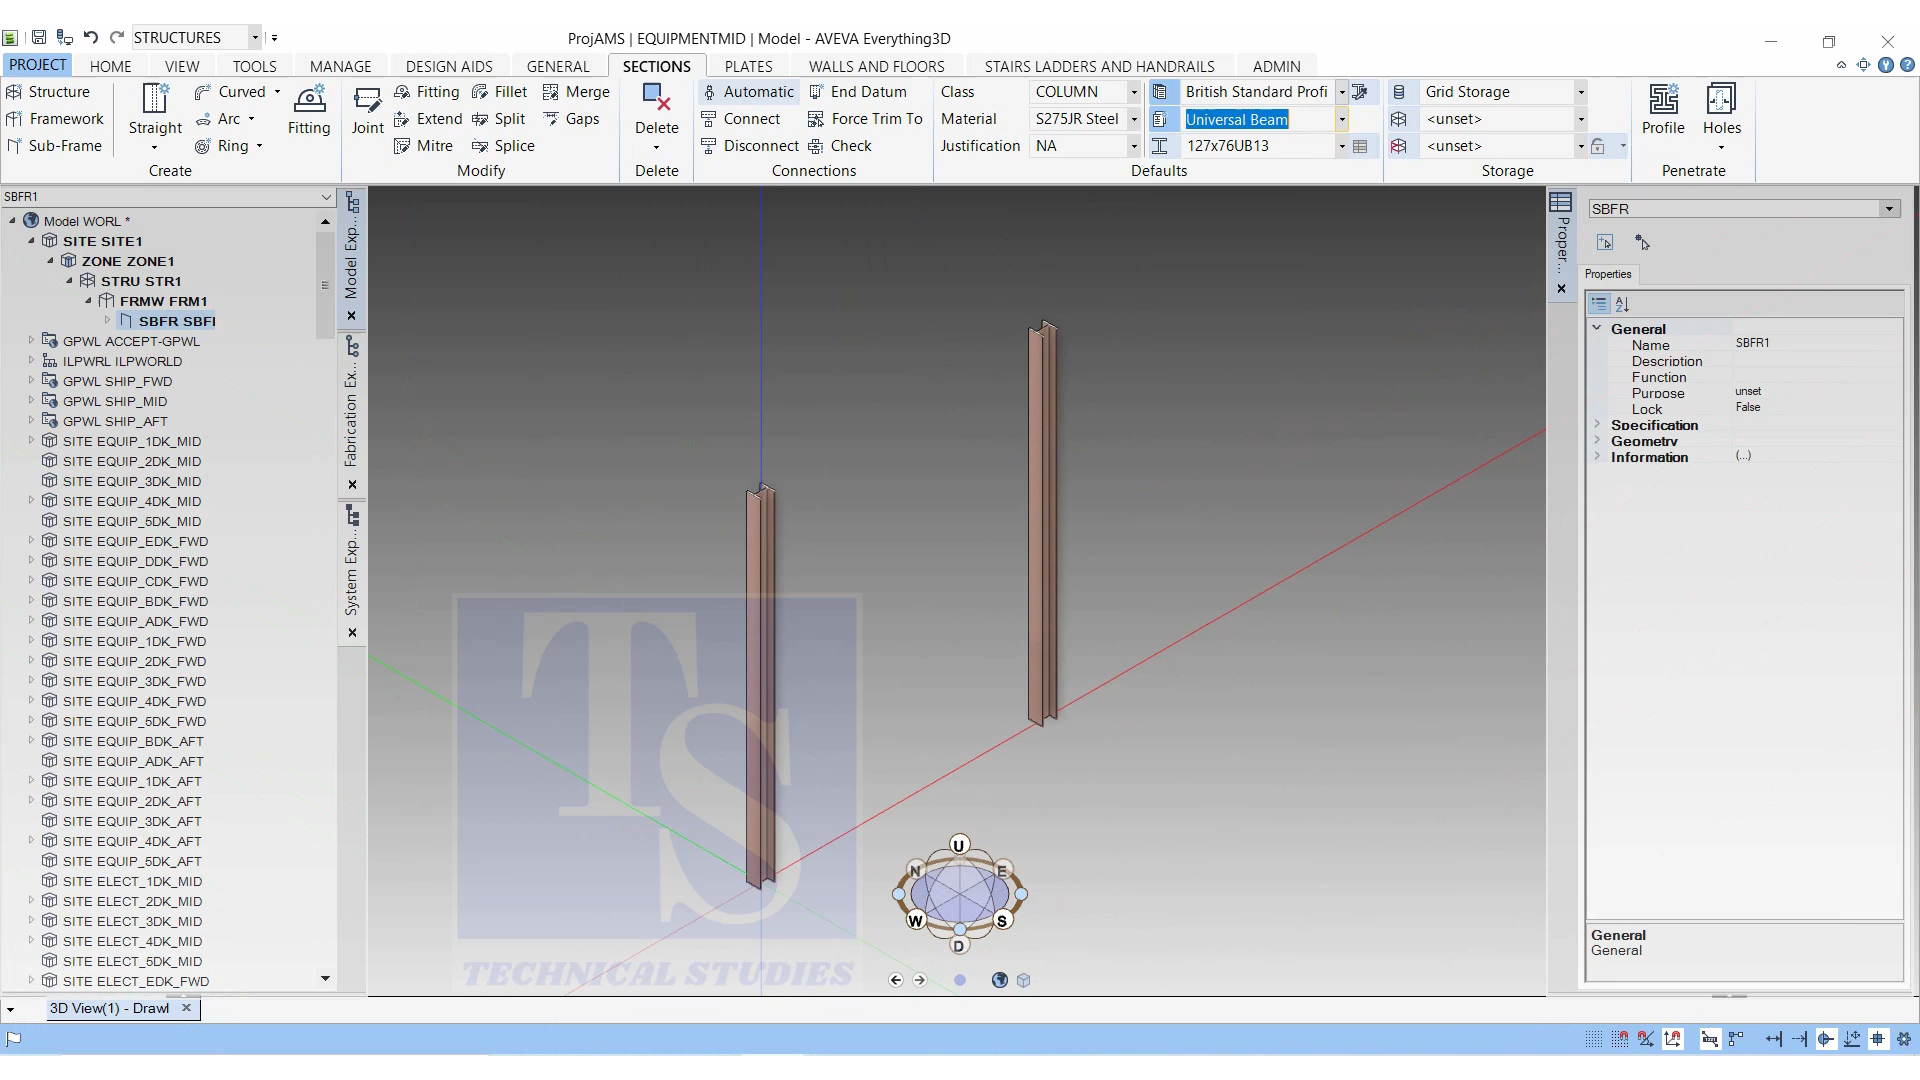 STRUCTURES
ProjAMS | EQUIPMENTMID | Model - AVEVA Everything3D
PROJECT HOME VIEW TOOLS MANAGE DESIGN AIDS GENERAL SECTIONS PLATES WALLS AND FLOORS STAIRS LADDERS AND HANDRAILS ADMIN
Structure
Framework
Sub-Frame
Straight
Curved
Arc
Ring
Fitting
Create
Joint
Fitting
Extend
Mitre
Fillet
Split
Splice
Merge
Gaps
Modify
Delete
Delete
Automatic
Connect
Disconnect
End Datum
Force Trim To
Check
Connections
Class COLUMN
Material S275JR Steel
Justification NA
British Standard Profi
Universal Beam
127x76UB13
Defaults
Grid Storage
<unset>
<unset>
Storage
Profile
Holes
Penetrate
SBFR1
Model WORL *
SITE SITE1
ZONE ZONE1
STRU STR1
FRMW FRM1
SBFR SBFI
GPWL ACCEPT-GPWL
ILPWRL ILPWORLD
GPWL SHIP_FWD
GPWL SHIP_MID
GPWL SHIP_AFT
SITE EQUIP_1DK_MID
SITE EQUIP_2DK_MID
SITE EQUIP_3DK_MID
SITE EQUIP_4DK_MID
SITE EQUIP_5DK_MID
SITE EQUIP_EDK_FWD
SITE EQUIP_DDK_FWD
SITE EQUIP_CDK_FWD
SITE EQUIP_BDK_FWD
SITE EQUIP_ADK_FWD
SITE EQUIP_1DK_FWD
SITE EQUIP_2DK_FWD
SITE EQUIP_3DK_FWD
SITE EQUIP_4DK_FWD
SITE EQUIP_5DK_FWD
SITE EQUIP_BDK_AFT
SITE EQUIP_ADK_AFT
SITE EQUIP_1DK_AFT
SITE EQUIP_2DK_AFT
SITE EQUIP_3DK_AFT
SITE EQUIP_4DK_AFT
SITE EQUIP_5DK_AFT
SITE ELECT_1DK_MID
SITE ELECT_2DK_MID
SITE ELECT_3DK_MID
SITE ELECT_4DK_MID
SITE ELECT_5DK_MID
SITE ELECT_EDK_FWD
Model Exp...
Fabrication Ex...
System Exp...
TS
TECHNICAL STUDIES
U
N E
W S
D
Proper...
SBFR
Properties
General
Name SBFR1
Description
Function
Purpose unset
Lock False
Specification
Geometry
Information (...)
General
General
3D View(1) - Drawl